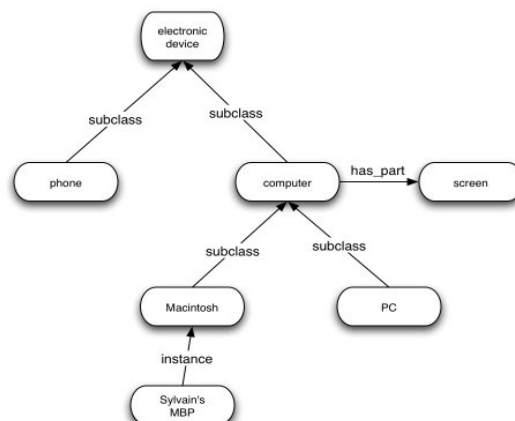 electronic
device
subclass
subclass
phone
computer
has_part
screen
subclass
subclass
Macintosh
PC
instance
Sylvain's
MBP